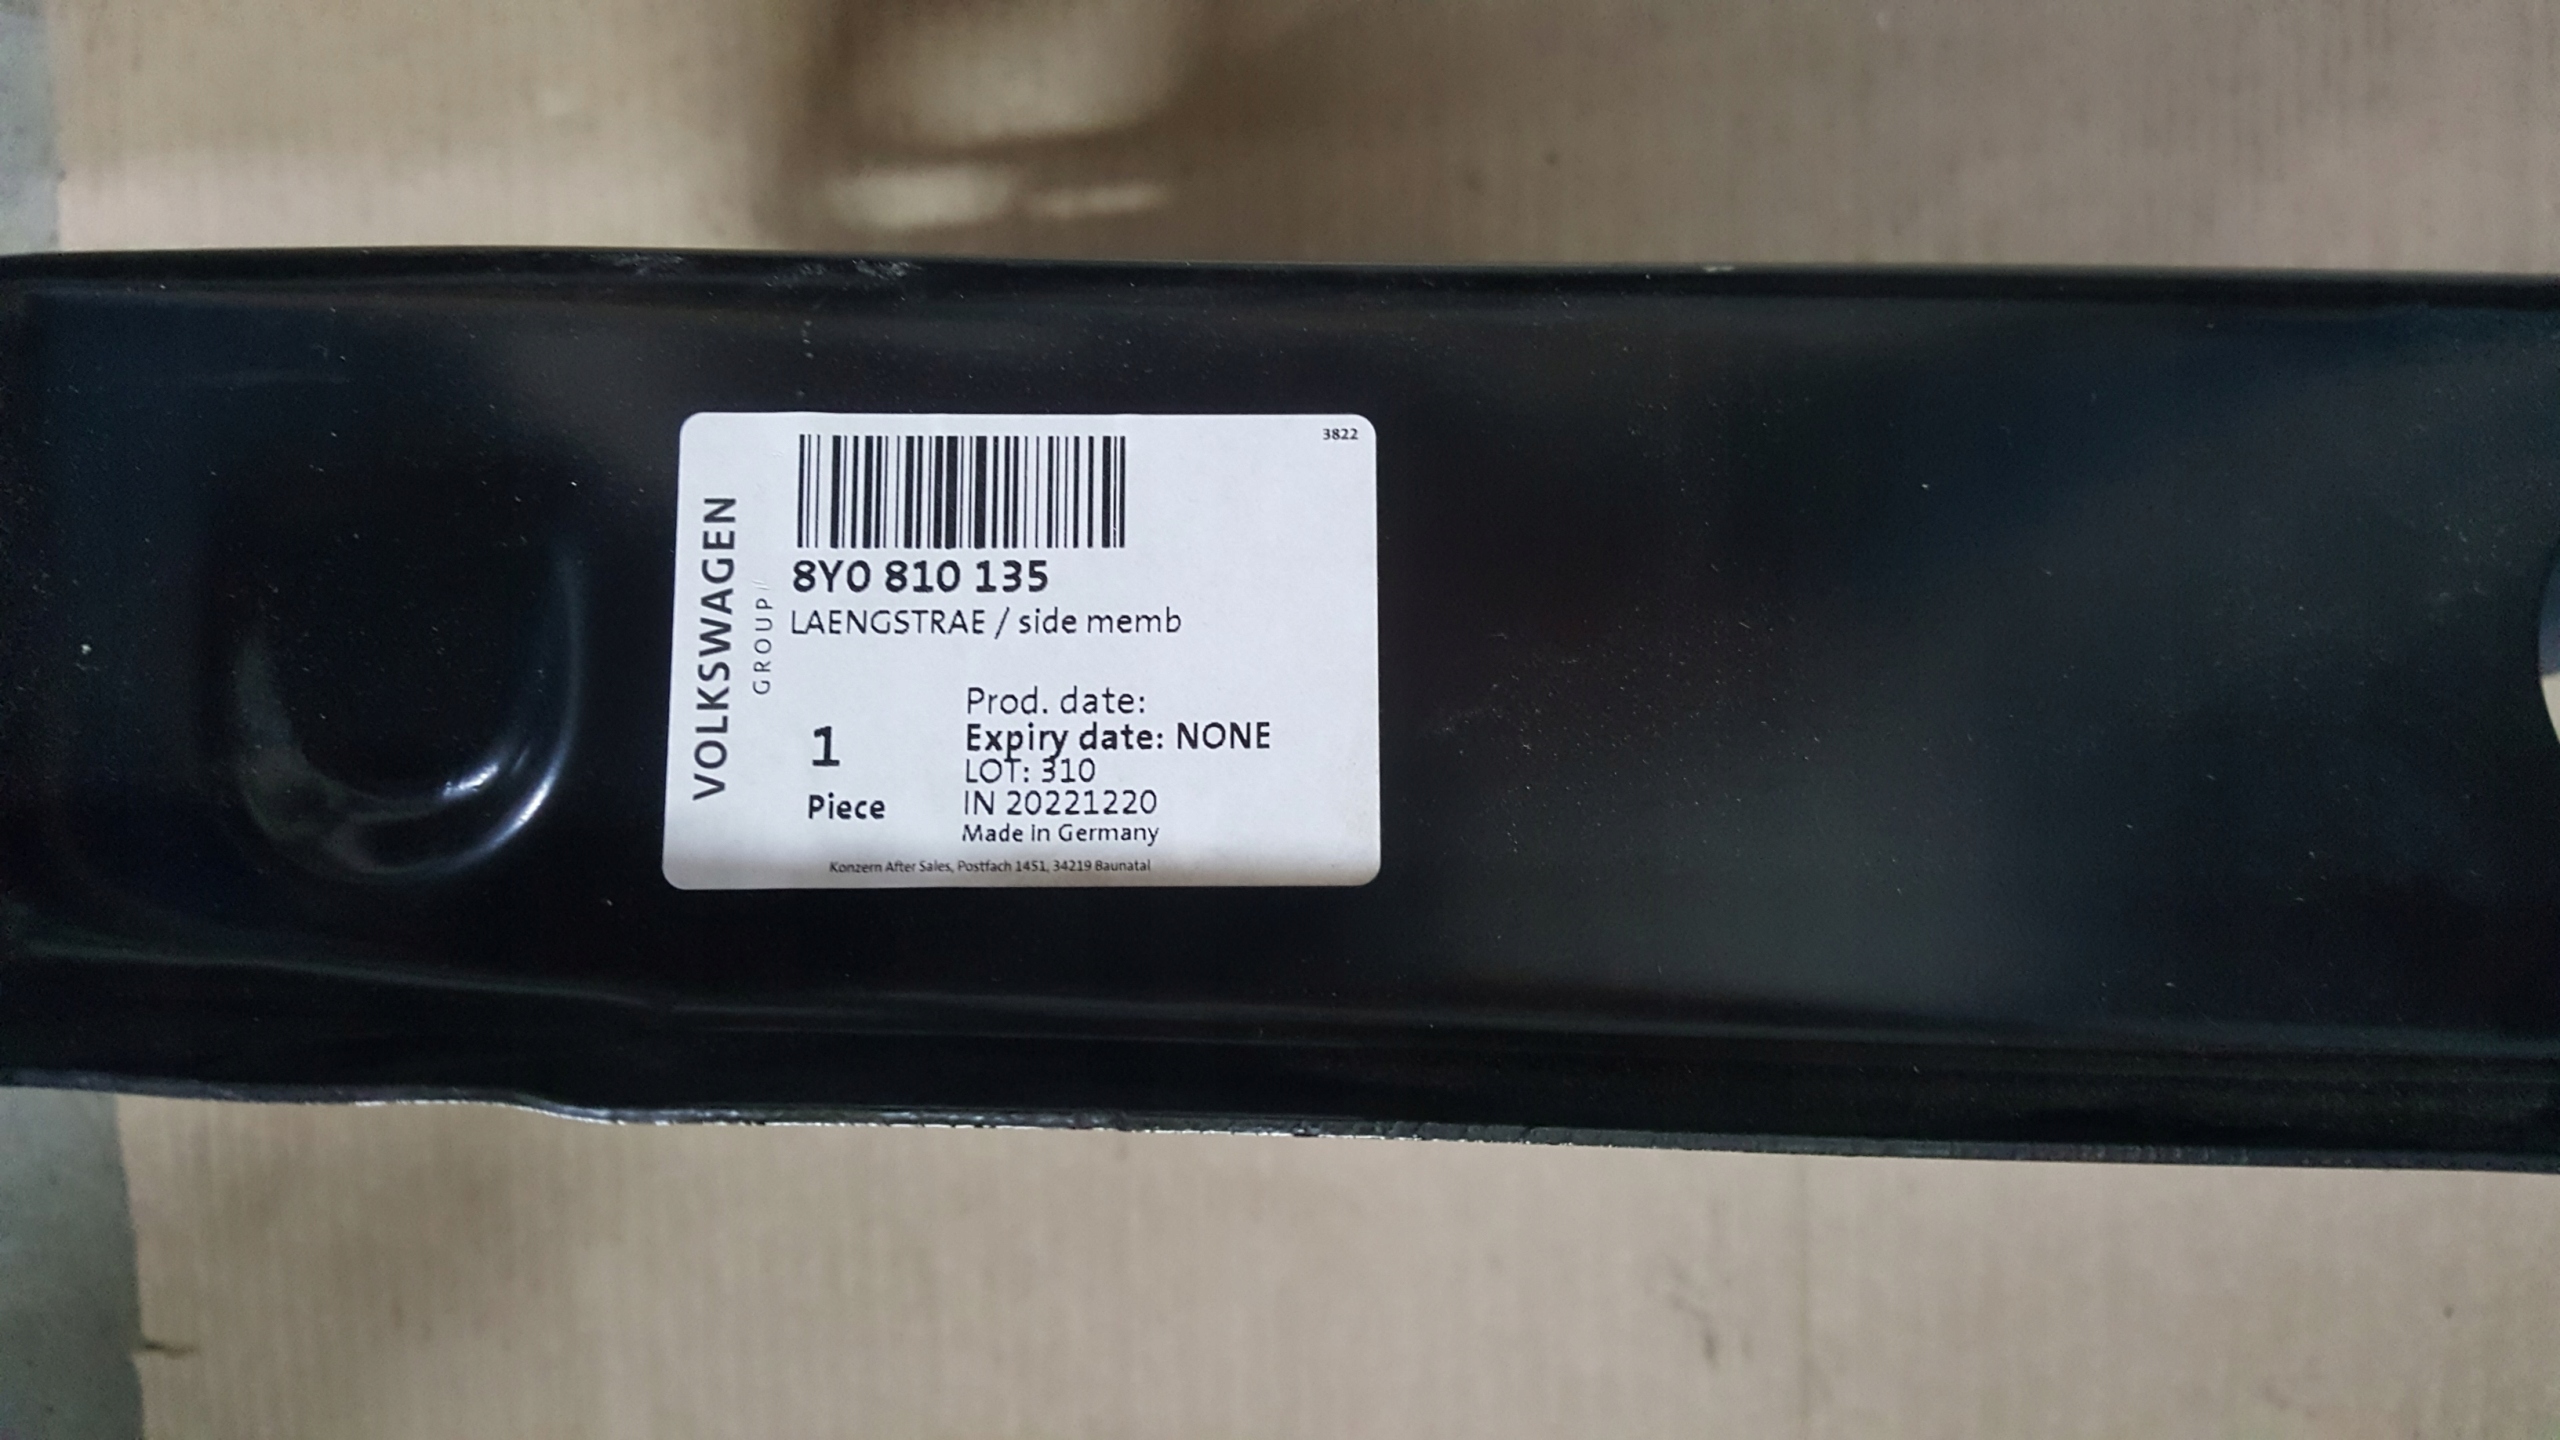 3822
VOLKSWAGEN
GROUP
8Y0 810 135
LAENGSTRAE / side memb
1
Piece
Prod. date:
Expiry date: NONE
LOT: 310
IN 20221220
Made in Germany
Konzern After Sales, Postfach 1451, 34219 Baunatal